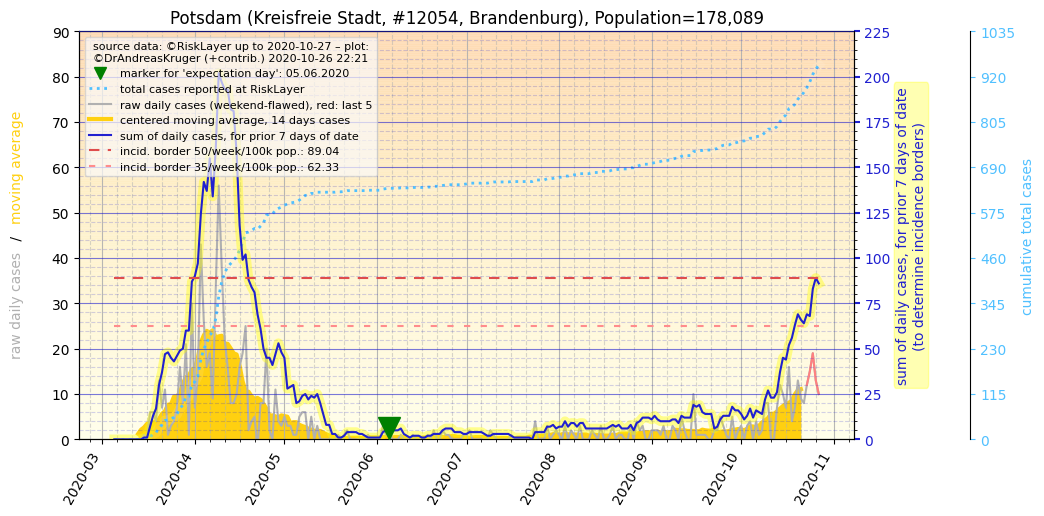 Potsdam (Kreisfreie Stadt, #12054, Brandenburg), Population=178,089
source data: ©RiskLayer up to 2020-10-27 – plot:
©DrAndreasKruger (+contrib.) 2020-10-26 22:21
marker for 'expectation day': 05.06.2020
total cases reported at RiskLayer
raw daily cases (weekend-flawed), red: last 5
centered moving average, 14 days cases
sum of daily cases, for prior 7 days of date
incid. border 50/week/100k pop.: 89.04
incid. border 35/week/100k pop.: 62.33
raw daily cases / moving average
90
80
70
60
50
40
30
20
10
0
2020-03
2020-04
2020-05
2020-06
2020-07
2020-08
2020-09
2020-10
2020-11
225
200
175
150
125
100
75
50
25
0
sum of daily cases, for prior 7 days of date
(to determine incidence borders)
1035
920
805
690
575
460
345
230
115
0
cumulative total cases